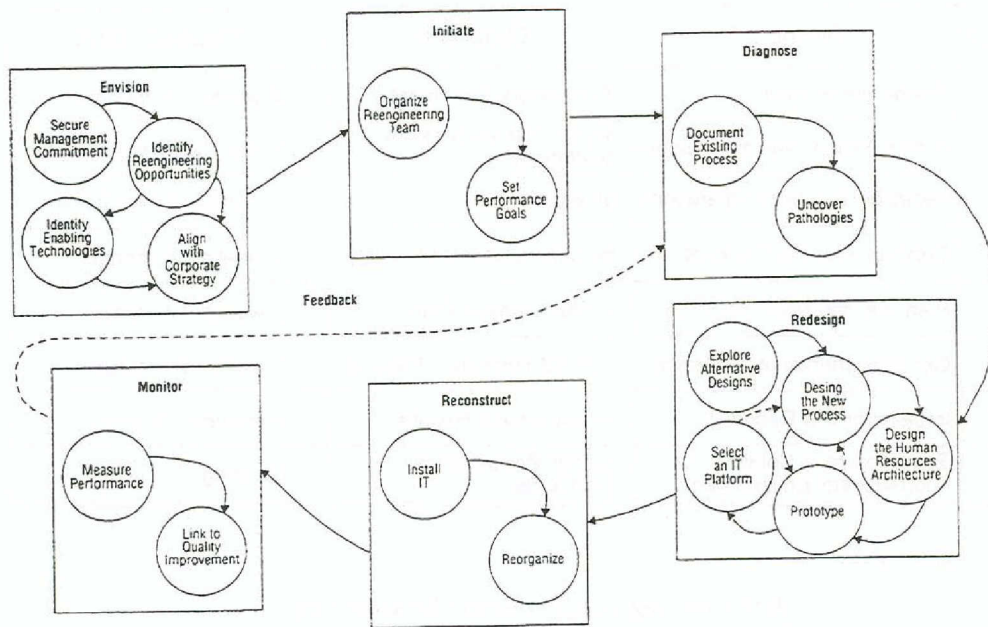 Envision
Secure
Management
Commitment
Identify
Reengineering
Opportunities
Identify
Enabling
Technologies
Align
with
Corporate
Strategy
Initiate
Organize
Reengineering
Team
Set
Performance
Goals
Diagnose
Document
Existing
Process
Uncover
Pathologies
Feedback
Redesign
Explore
Alternative
Designs
Desing
the New
Process
Design
the Human
Resources
Architecture
Select
an IT
Platform
Prototype
Reconstruct
Install
IT
Reorganize
Monitor
Measure
Performance
Link to
Quality
Improvement